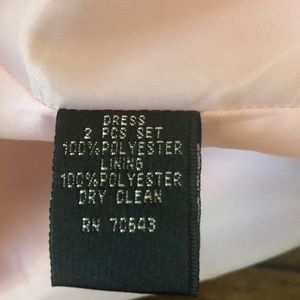 DRESS
2 PCS SET
100%POLYESTER
LINING
100%POLYESTER
DRY CLEAN
RN 70543